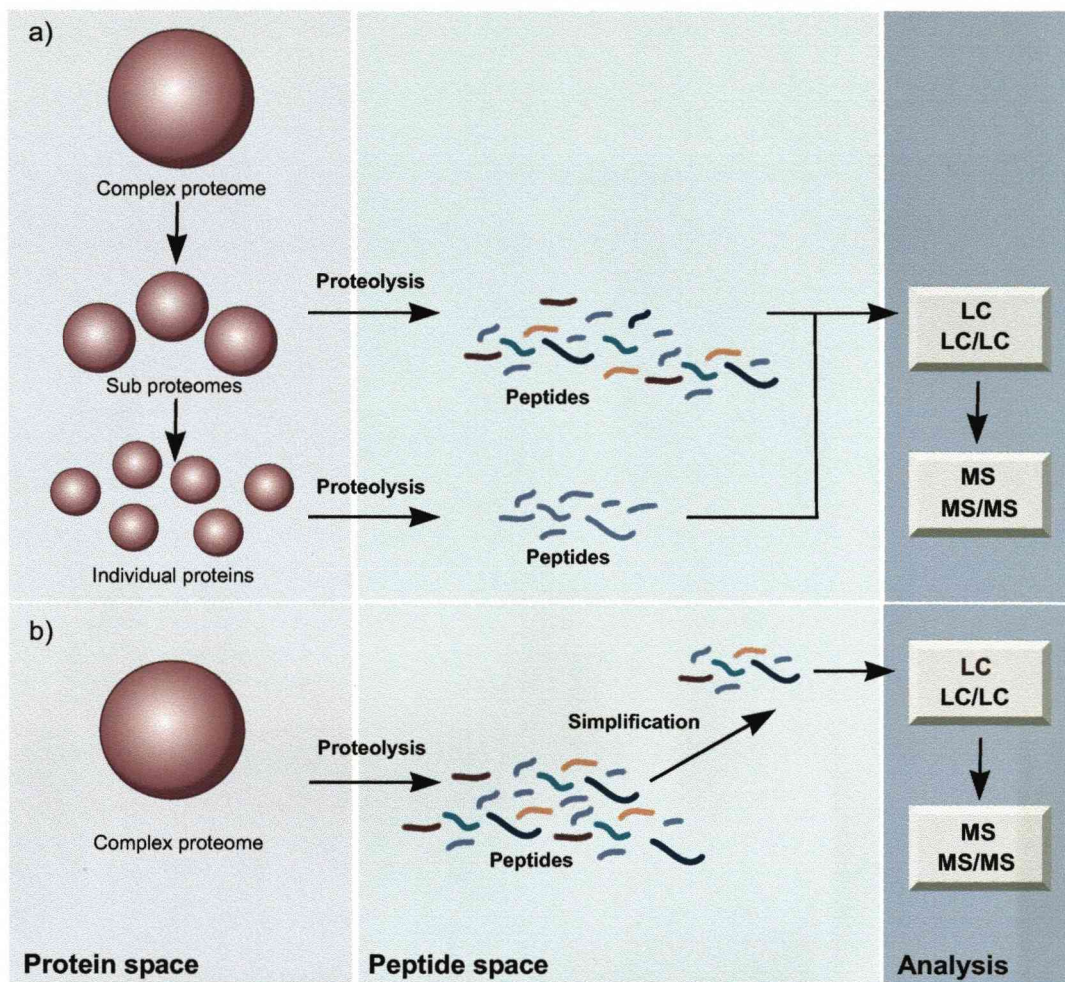 a)
Complex proteome
Proteolysis
Sub proteomes
Peptides
LC
LC/LC
Proteolysis
Individual proteins
Peptides
MS
MS/MS
b)
Complex proteome
Proteolysis
Peptides
Simplification
LC
LC/LC
MS
MS/MS
Protein space
Peptide space
Analysis